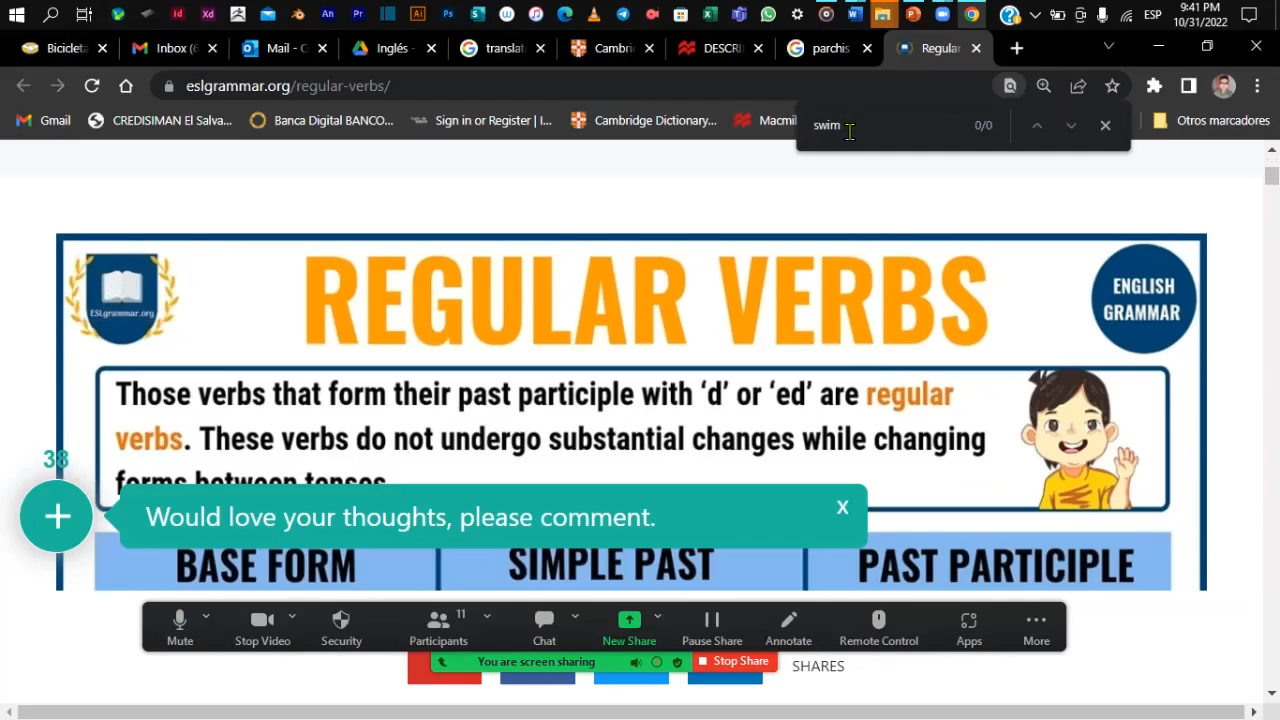 9:41 PM
ESP
10/31/2022
Bicicleta
Inbox (6
Mail - C
Inglés -
translat
Cambri
DESCRI
parchis
Regular
eslgrammar.org/regular-verbs/
Gmail
CREDISIMAN El Salva...
Banca Digital BANCO...
Sign in or Register | I...
Cambridge Dictionary...
Macmil
Otros marcadores
swim
0/0
ESLgrammar.org
REGULAR VERBS
ENGLISH
GRAMMAR
Those verbs that form their past participle with ‘d’ or ‘ed’ are regular
verbs. These verbs do not undergo substantial changes while changing
forms between tenses
38
Would love your thoughts, please comment.
X
BASE FORM
SIMPLE PAST
PAST PARTICIPLE
Mute
Stop Video
Security
Participants
11
Chat
New Share
Pause Share
Annotate
Remote Control
Apps
More
You are screen sharing
Stop Share
SHARES